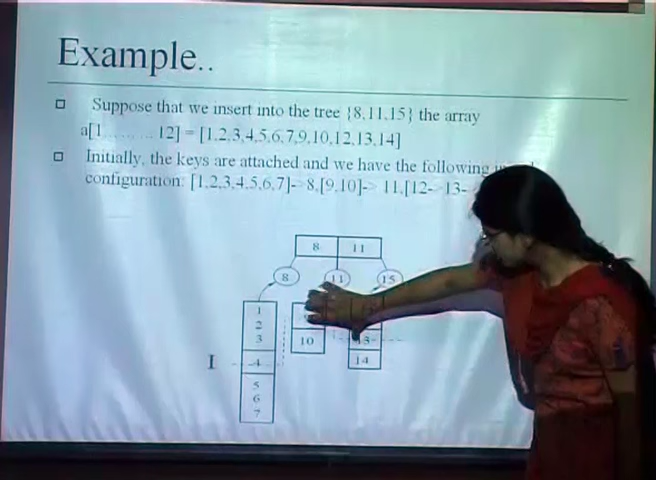 Example..
Suppose that we insert into the tree {8,11,15} the array
a[1........12] = [1,2,3,4,5,6,7,9,10,12,13,14]
Initially, the keys are attached and we have the following
configuration: [1,2,3,4,5,6,7]->8,[9,10]-> 11,[12->13-
8 11
8 11 15
1
2
3
10
13
I
4
14
5
6
7